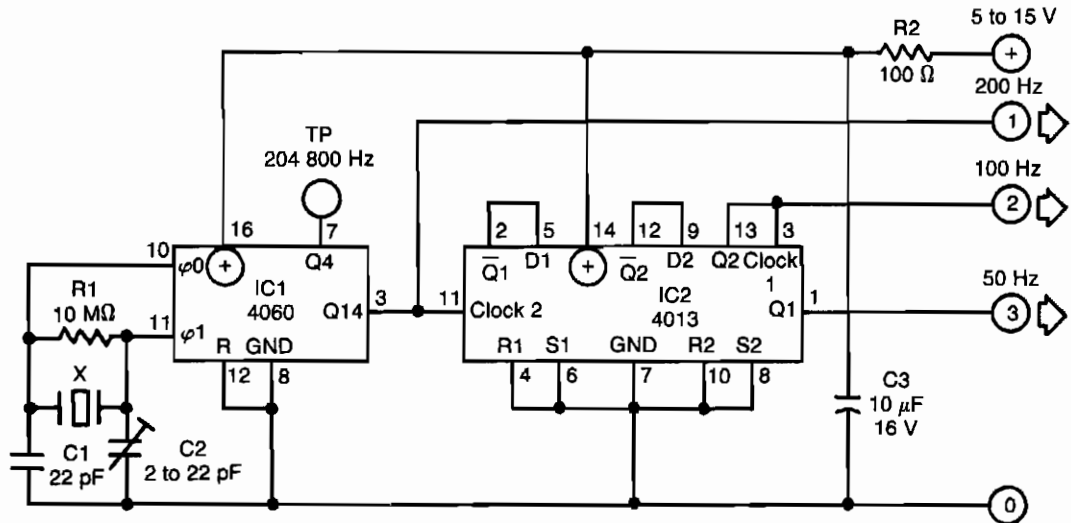 5 to 15 V
R2
100 Ω
+
200 Hz
1
TP
204 800 Hz
100 Hz
2
16
7
2
5
14
12
9
13
3
10
φ0
+
Q4
Q̅1
D1
+
Q̅2
D2
Q2
Clock
1
R1
10 MΩ
IC1
4060
Q14
3
11
Clock 2
IC2
4013
Q1
1
50 Hz
3
11
φ1
R
GND
R1
S1
GND
R2
S2
12
8
4
6
7
10
8
X
C3
10 μF
16 V
C1
22 pF
C2
2 to 22 pF
0